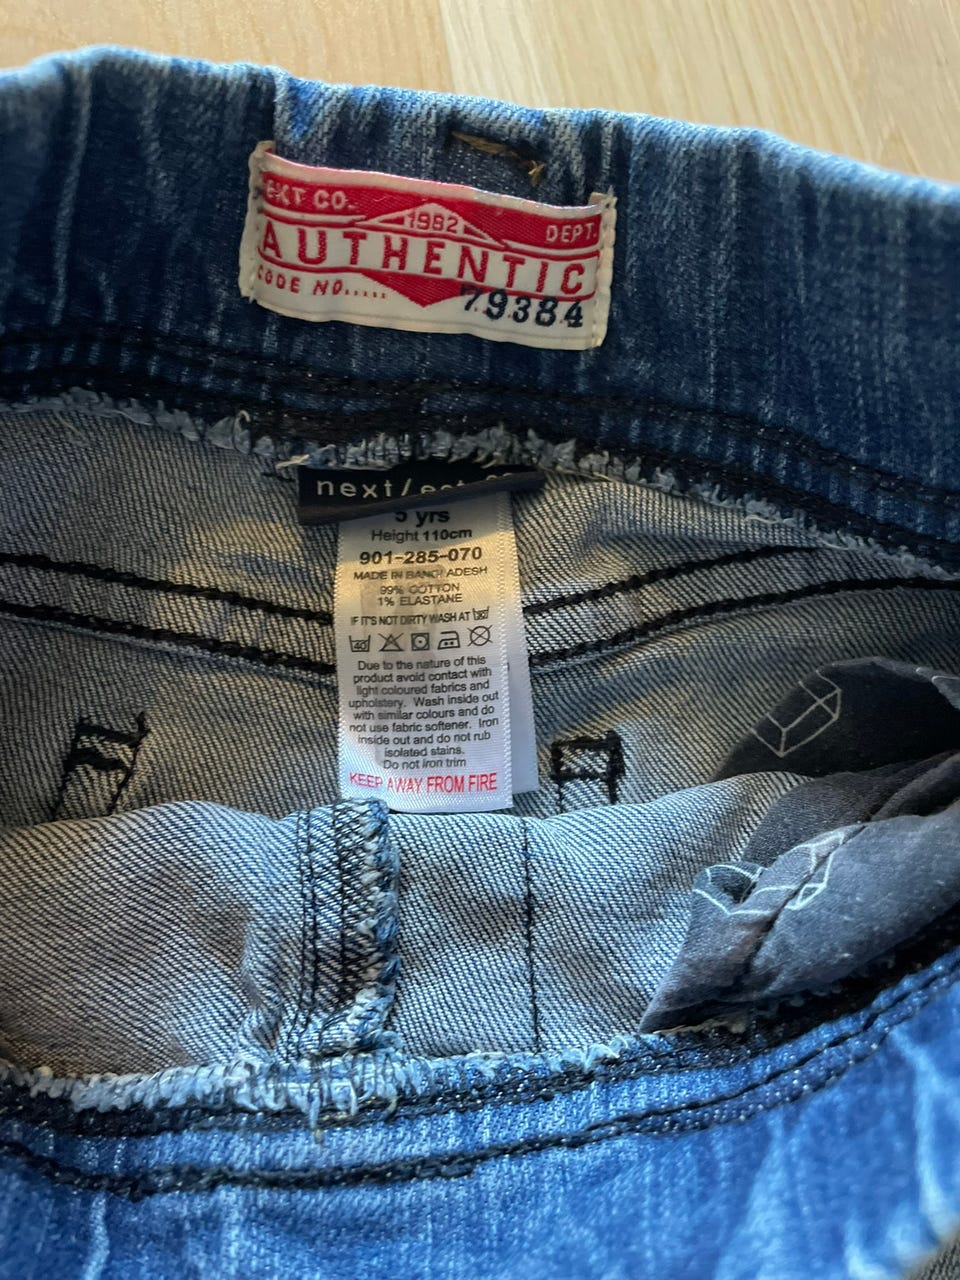 EXT CO.
1982
DEPT.
AUTHENTIC
CODE NO.....
79384
next/
5 yrs
Height 110cm
901-285-070
MADE IN BANGLADESH
99% COTTON
1% ELASTANE
IF IT'S NOT DIRTY WASH AT 30
40
Due to the nature of this
product avoid contact with
light coloured fabrics and
upholstery. Wash inside out
with similar colours and do
not use fabric softener. Iron
inside out and do not rub
isolated stains.
Do not iron trim
KEEP AWAY FROM FIRE